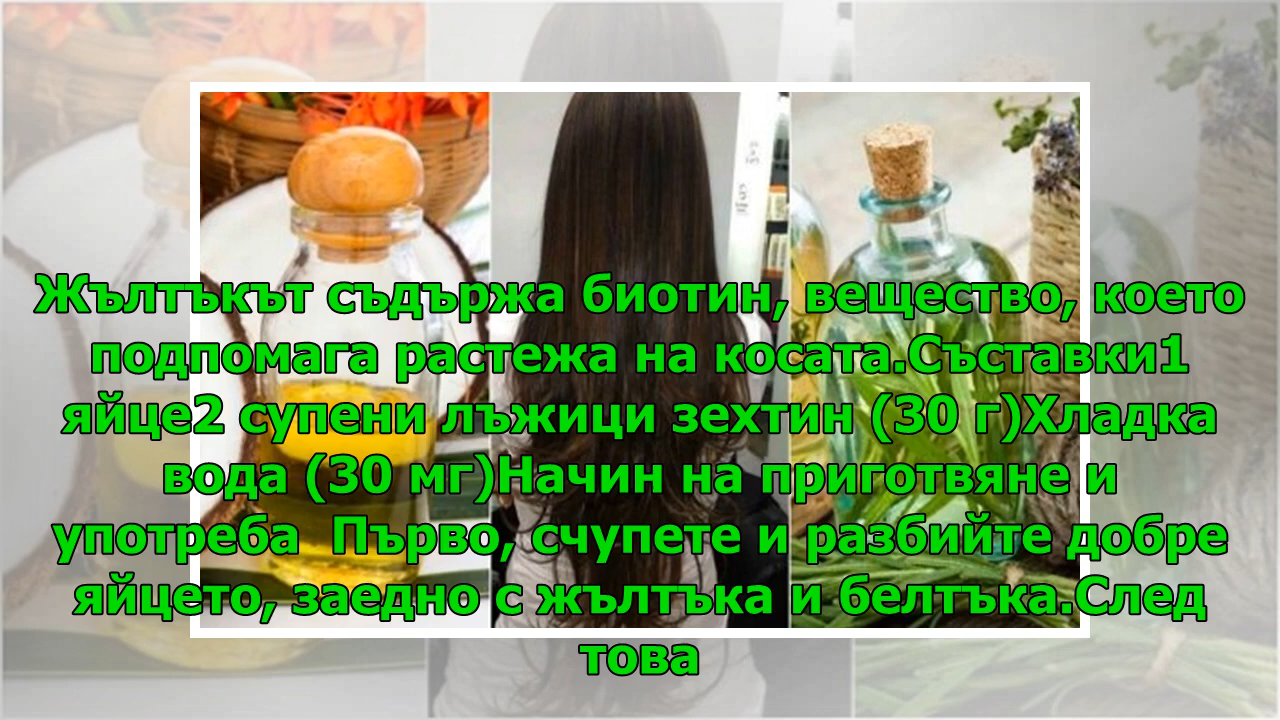 Жълтъкът съдържа биотин, вещество, което
подпомага растежа на косата.Съставки1
яйце2 супени лъжици зехтин (30 г)Хладка
вода (30 мг)Начин на приготвяне и
употреба  Първо, счупете и разбийте добре
яйцето, заедно с жълтъка и белтъка.След
това